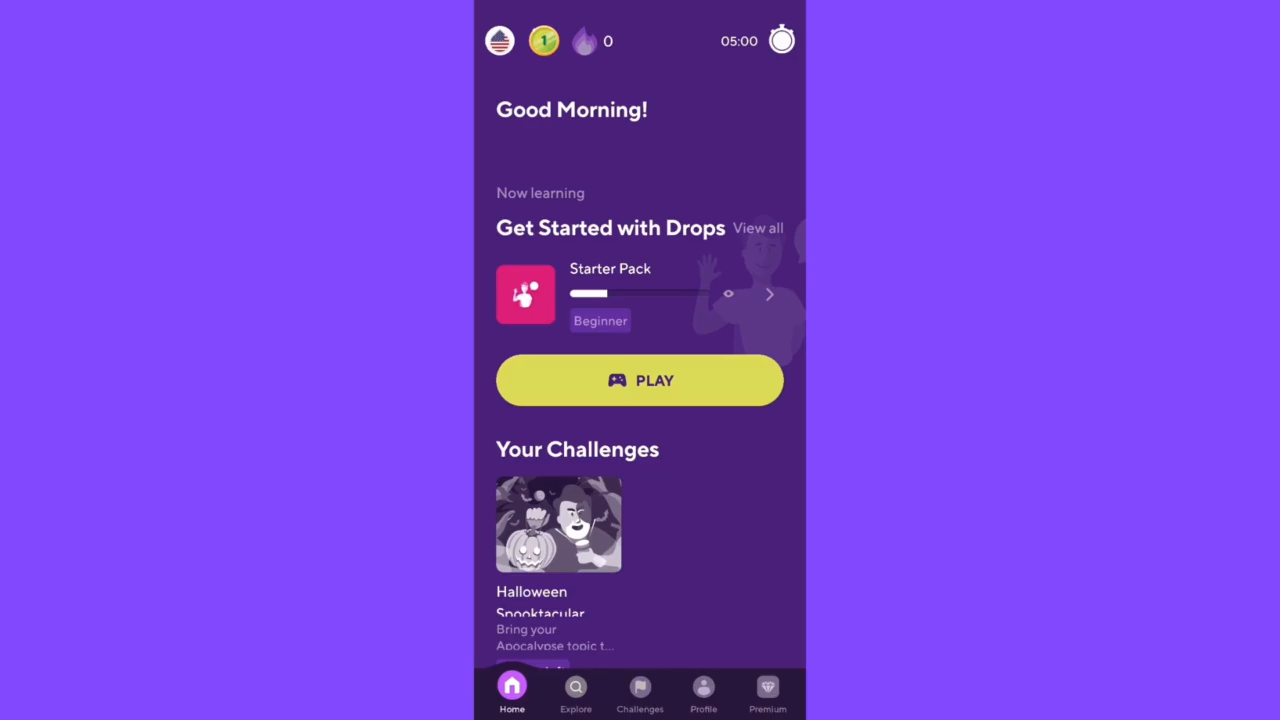 1
0
05:00
Good Morning!
Now learning
Get Started with Drops
View all
Starter Pack
Beginner
PLAY
Your Challenges
Halloween
Spooktacular
Bring your
Apocalypse topic t...
Home
Explore
Challenges
Profile
Premium